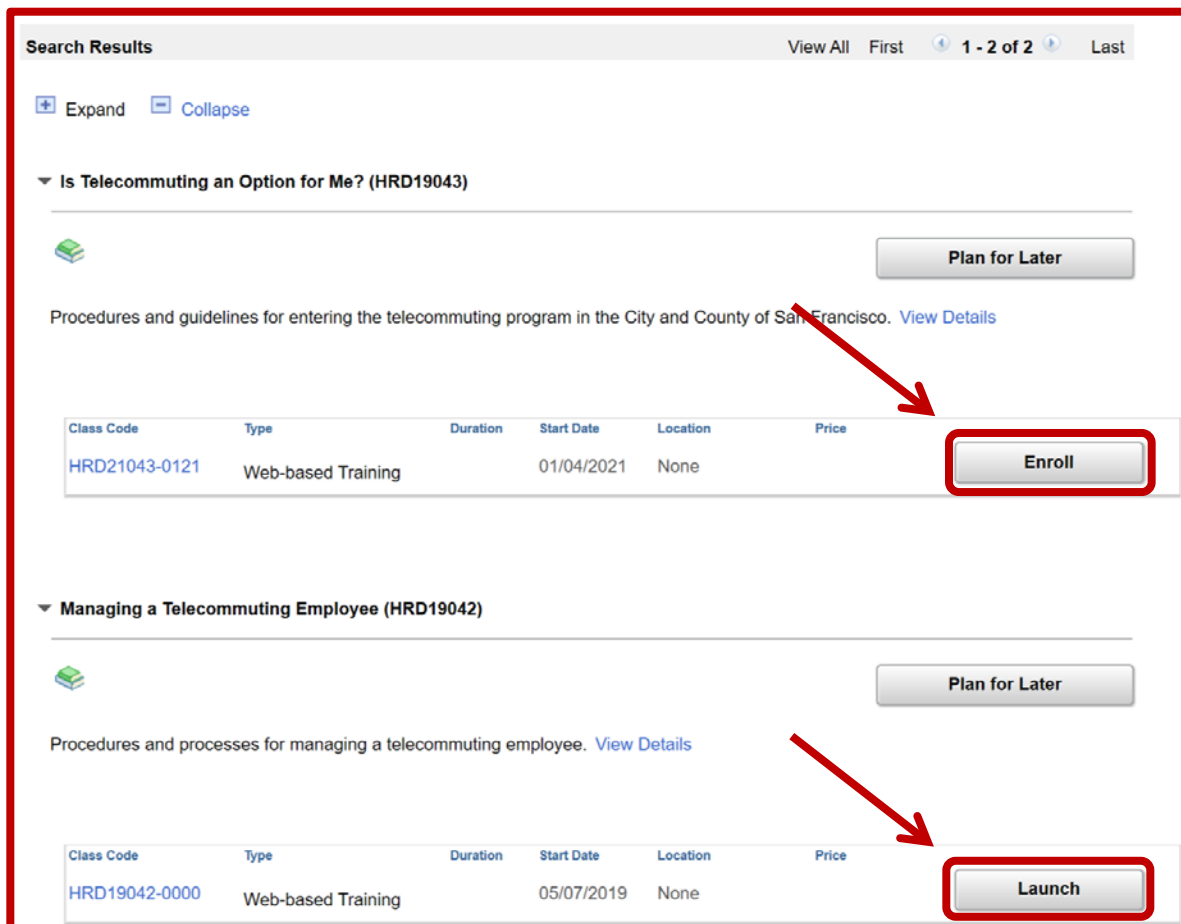 Search Results View All First 1 - 2 of 2 Last
Expand Collapse
Is Telecommuting an Option for Me? (HRD19043)
Plan for Later
Procedures and guidelines for entering the telecommuting program in the City and County of San Francisco. View Details
Class Code Type Duration Start Date Location Price
HRD21043-0121 Web-based Training 01/04/2021 None Enroll
Managing a Telecommuting Employee (HRD19042)
Plan for Later
Procedures and processes for managing a telecommuting employee. View Details
Class Code Type Duration Start Date Location Price
HRD19042-0000 Web-based Training 05/07/2019 None Launch